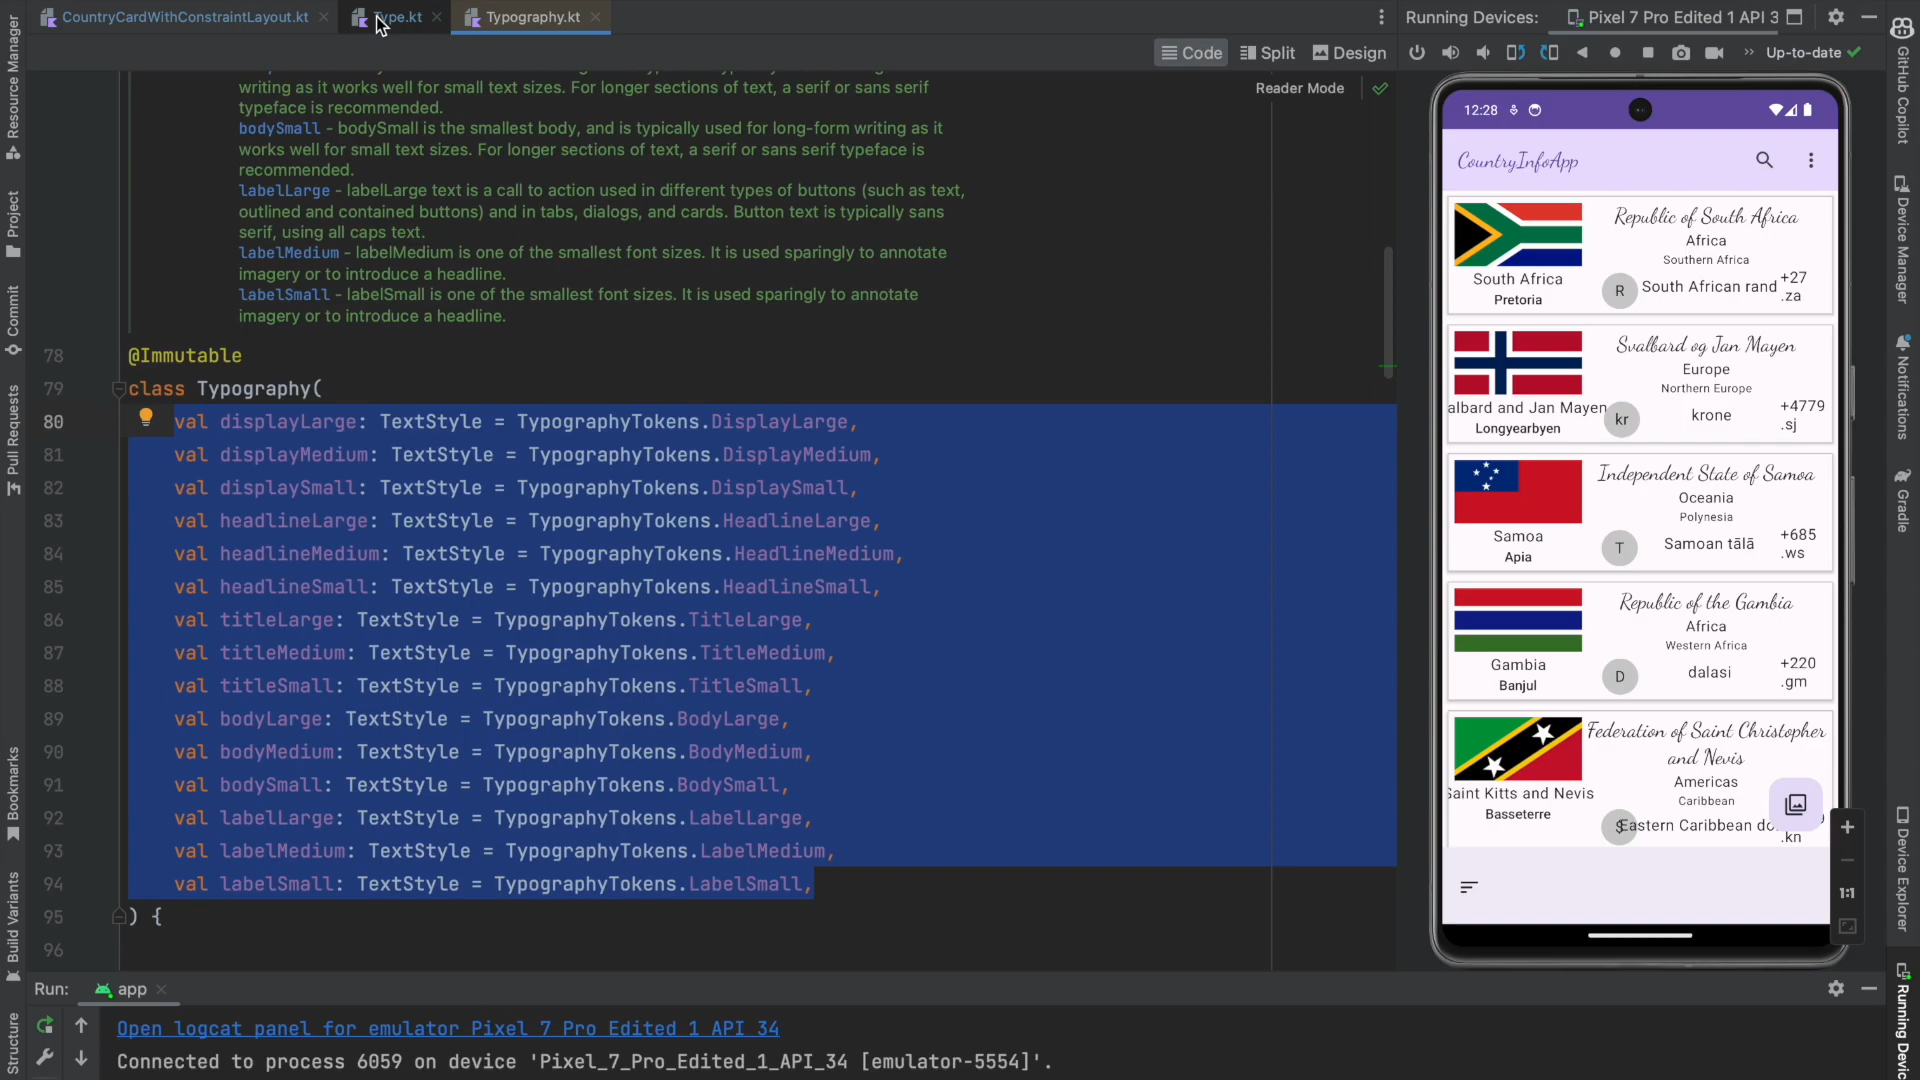 CountryCardWithConstraintLayout.kt
Type.kt
Typography.kt
Code
Split
Design
Reader Mode
writing as it works well for small text sizes. For longer sections of text, a serif or sans serif
typeface is recommended.
bodySmall - bodySmall is the smallest body, and is typically used for long-form writing as it
works well for small text sizes. For longer sections of text, a serif or sans serif typeface is
recommended.
labelLarge - labelLarge text is a call to action used in different types of buttons (such as text,
outlined and contained buttons) and in tabs, dialogs, and cards. Button text is typically sans
serif, using all caps text.
labelMedium - labelMedium is one of the smallest font sizes. It is used sparingly to annotate
imagery or to introduce a headline.
labelSmall - labelSmall is one of the smallest font sizes. It is used sparingly to annotate
imagery or to introduce a headline.
78 @Immutable
79 class Typography(
80 val displayLarge: TextStyle = TypographyTokens.DisplayLarge,
81 val displayMedium: TextStyle = TypographyTokens.DisplayMedium,
82 val displaySmall: TextStyle = TypographyTokens.DisplaySmall,
83 val headlineLarge: TextStyle = TypographyTokens.HeadlineLarge,
84 val headlineMedium: TextStyle = TypographyTokens.HeadlineMedium,
85 val headlineSmall: TextStyle = TypographyTokens.HeadlineSmall,
86 val titleLarge: TextStyle = TypographyTokens.TitleLarge,
87 val titleMedium: TextStyle = TypographyTokens.TitleMedium,
88 val titleSmall: TextStyle = TypographyTokens.TitleSmall,
89 val bodyLarge: TextStyle = TypographyTokens.BodyLarge,
90 val bodyMedium: TextStyle = TypographyTokens.BodyMedium,
91 val bodySmall: TextStyle = TypographyTokens.BodySmall,
92 val labelLarge: TextStyle = TypographyTokens.LabelLarge,
93 val labelMedium: TextStyle = TypographyTokens.LabelMedium,
94 val labelSmall: TextStyle = TypographyTokens.LabelSmall,
95 ) {
96
Run: app
Open logcat panel for emulator Pixel 7 Pro Edited 1 API 34
Connected to process 6059 on device 'Pixel_7_Pro_Edited_1_API_34 [emulator-5554]'.
Resource Manager
Project
Commit
Pull Requests
Bookmarks
Build Variants
Structure
Running Devices:
Pixel 7 Pro Edited 1 API 3
Up-to-date
12:28
CountryInfoApp
Republic of South Africa
Africa
Southern Africa
South Africa
Pretoria
R
South African rand
+27
.za
Svalbard og Jan Mayen
Europe
Northern Europe
albard and Jan Mayen
Longyearbyen
kr
krone
+4779
.sj
Independent State of Samoa
Oceania
Polynesia
Samoa
Apia
T
Samoan tālā
+685
.ws
Republic of the Gambia
Africa
Western Africa
Gambia
Banjul
D
dalasi
+220
.gm
Federation of Saint Christopher
and Nevis
Americas
Caribbean
Saint Kitts and Nevis
Basseterre
$
Eastern Caribbean do
.kn
1:1
GitHub Copilot
Device Manager
Notifications
Gradle
Device Explorer
Running Devic